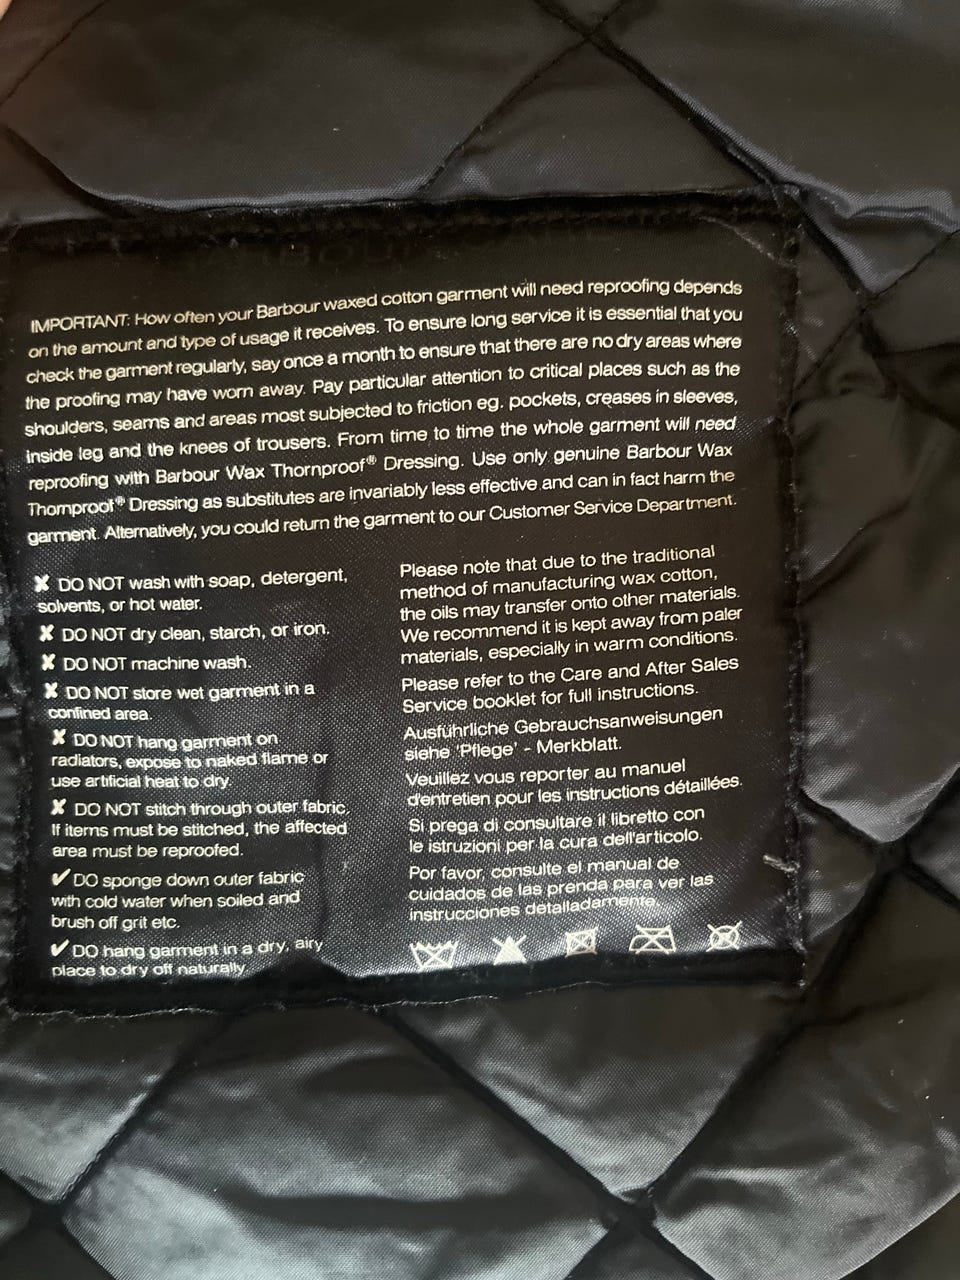 IMPORTANT: How often your Barbour waxed cotton garment will need reproofing depends
on the amount and type of usage it receives. To ensure long service it is essential that you
check the garment regularly, say once a month to ensure that there are no dry areas where
the proofing may have worn away. Pay particular attention to critical places such as the
shoulders, seams and areas most subjected to friction eg. pockets, creases in sleeves,
inside leg and the knees of trousers. From time to time the whole garment will need
reproofing with Barbour Wax Thornproof® Dressing. Use only genuine Barbour Wax
Thornproof® Dressing as substitutes are invariably less effective and can in fact harm the
garment. Alternatively, you could return the garment to our Customer Service Department.
✘ DO NOT wash with soap, detergent,
solvents, or hot water.
✘ DO NOT dry clean, starch, or iron.
✘ DO NOT machine wash.
✘ DO NOT store wet garment in a
confined area.
✘ DO NOT hang garment on
radiators, expose to naked flame or
use artificial heat to dry.
✘ DO NOT stitch through outer fabric.
If items must be stitched, the affected
area must be reproofed.
✔ DO sponge down outer fabric
with cold water when soiled and
brush off grit etc.
✔ DO hang garment in a dry, airy
place to dry off naturally.
Please note that due to the traditional
method of manufacturing wax cotton,
the oils may transfer onto other materials.
We recommend it is kept away from paler
materials, especially in warm conditions.
Please refer to the Care and After Sales
Service booklet for full instructions.
Ausführliche Gebrauchsanweisungen
siehe 'Pflege' - Merkblatt.
Veuillez vous reporter au manuel
d'entretien pour les instructions détaillées.
Si prega di consultare il libretto con
le istruzioni per la cura dell'articolo.
Por favor, consulte el manual de
cuidados de las prenda para ver las
instrucciones detalladamente.